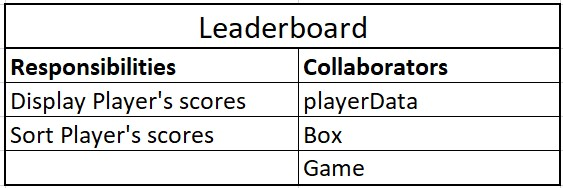 Leaderboard
Responsibilities Collaborators
Display Player's scores playerData
Sort Player's scores Box
Game